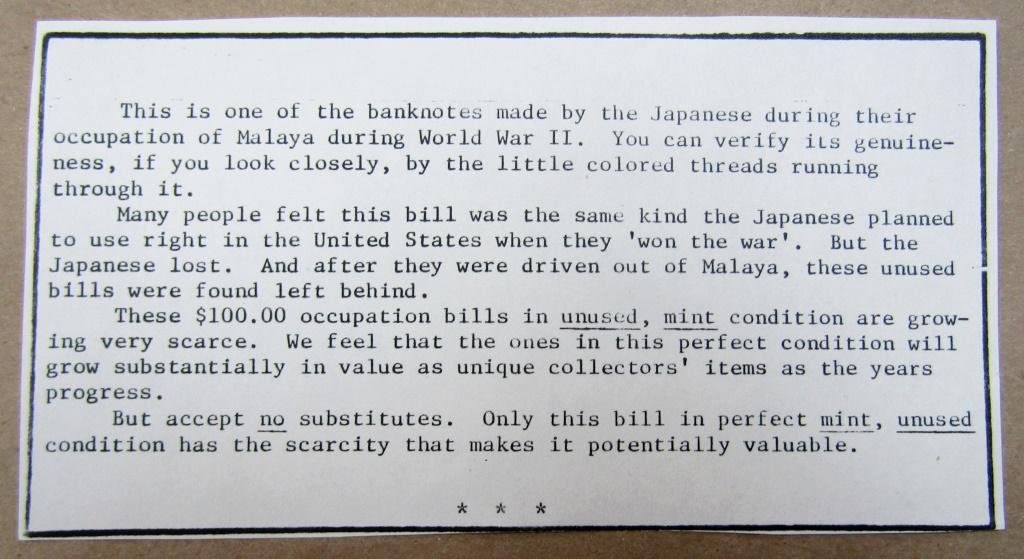 This is one of the banknotes made by the Japanese during their
occupation of Malaya during World War II. You can verify its genuine-
ness, if you look closely, by the little colored threads running
through it.
Many people felt this bill was the same kind the Japanese planned
to use right in the United States when they 'won the war'. But the
Japanese lost. And after they were driven out of Malaya, these unused
bills were found left behind.
These $100.00 occupation bills in unused, mint condition are grow-
ing very scarce. We feel that the ones in this perfect condition will
grow substantially in value as unique collectors' items as the years
progress.
But accept no substitutes. Only this bill in perfect mint, unused
condition has the scarcity that makes it potentially valuable.
* * *